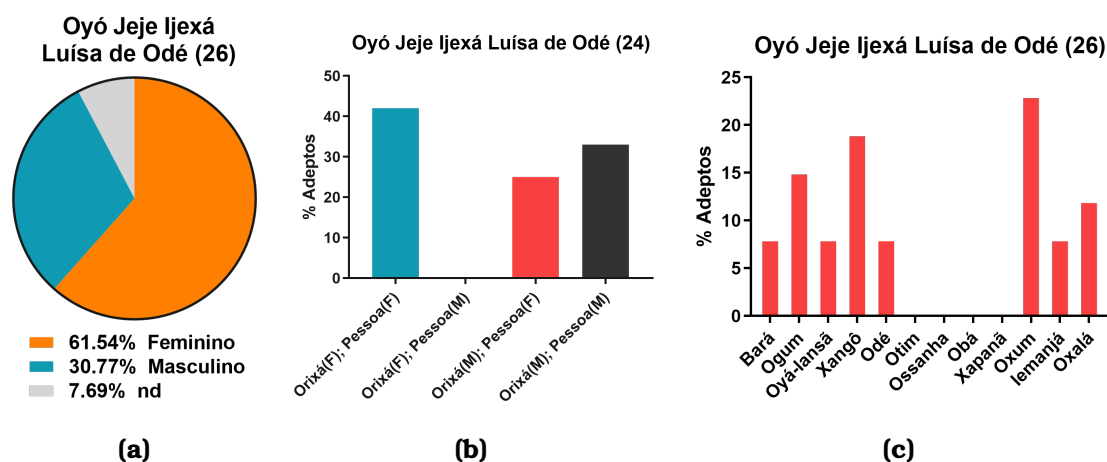 Oyó Jeje Ijexá
Luísa de Odé (26)
61.54% Feminino
30.77% Masculino
7.69% nd
(a)
Oyó Jeje Ijexá Luísa de Odé (24)
% Adeptos
50
40
30
20
10
0
Orixá(F); Pessoa(F)
Orixá(F); Pessoa(M)
Orixá(M); Pessoa(F)
Orixá(M); Pessoa(M)
(b)
Oyó Jeje Ijexá Luísa de Odé (26)
% Adeptos
25
20
15
10
5
0
Bará
Ogum
Oyá-Iansã
Xangô
Odé
Otim
Ossanha
Obá
Xapanã
Oxum
Iemanjá
Oxalá
(c)